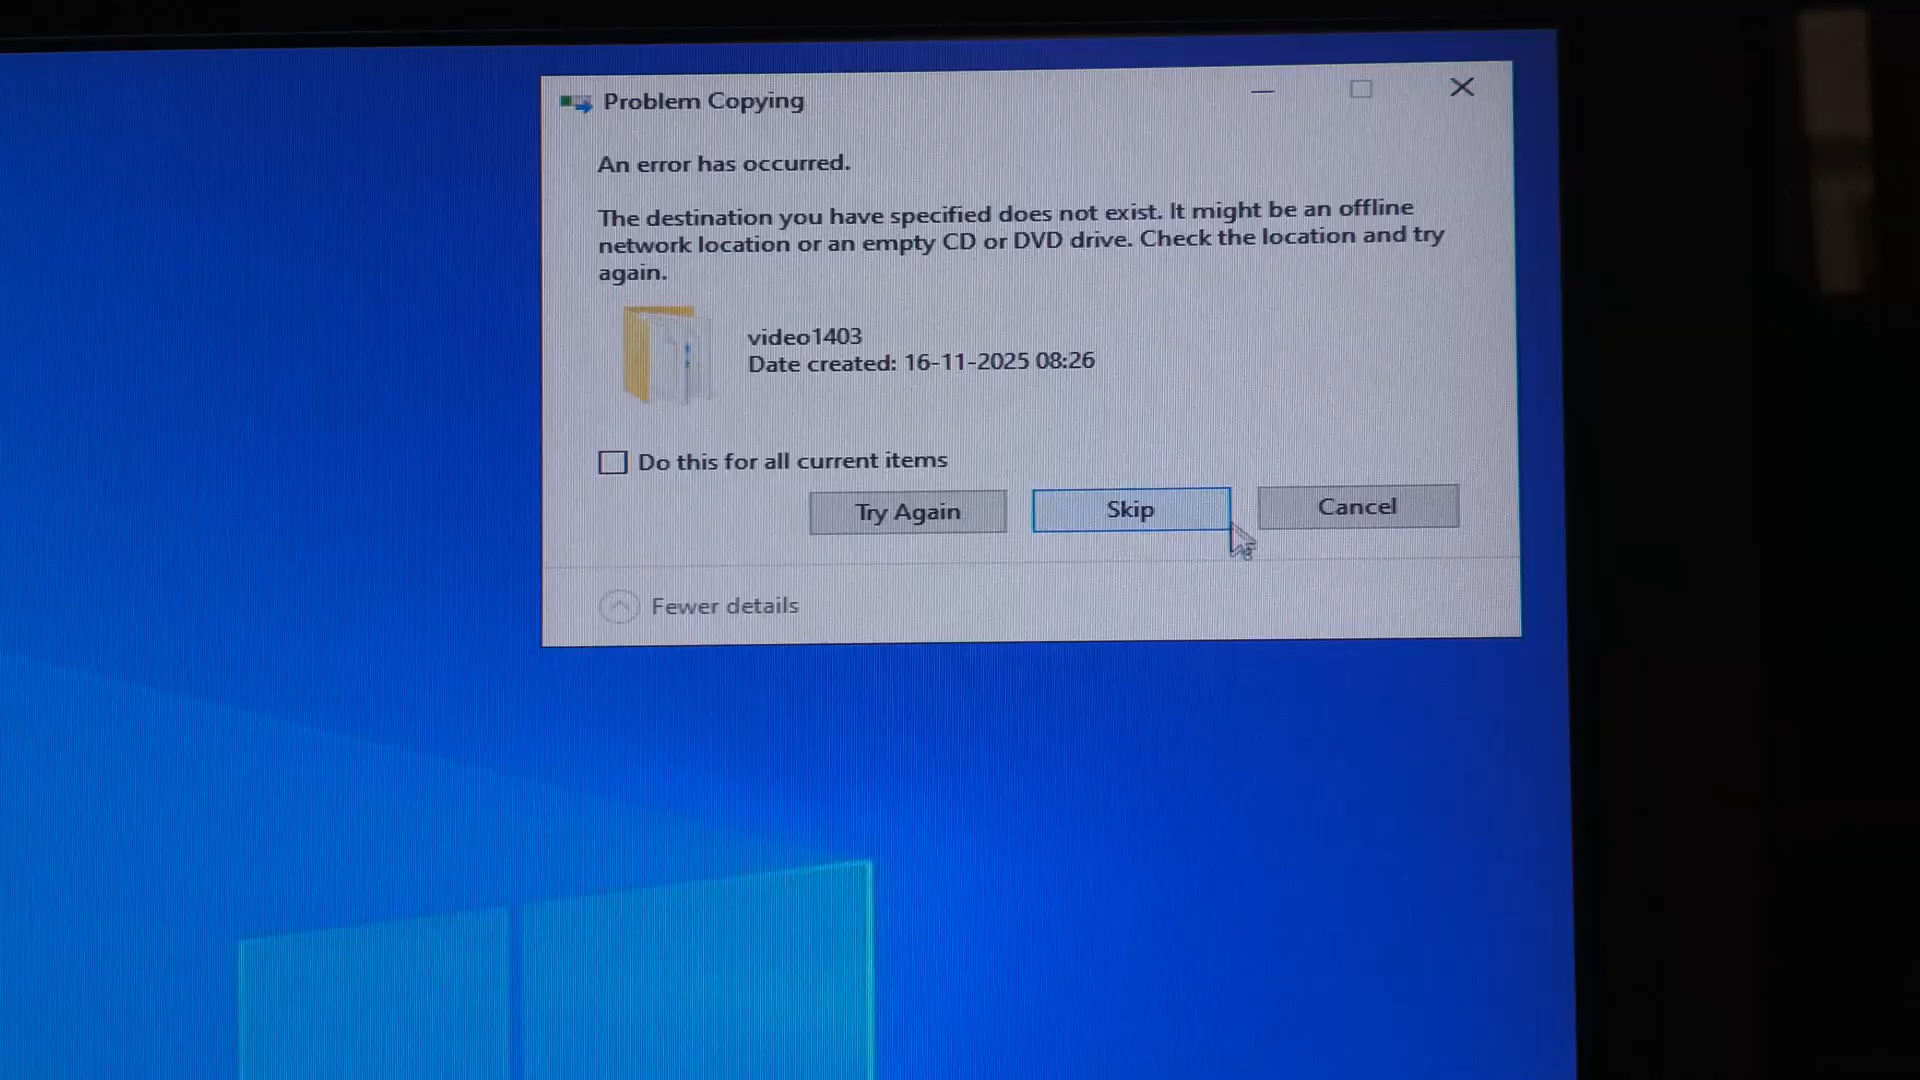 Problem Copying
An error has occurred.
The destination you have specified does not exist. It might be an offline
network location or an empty CD or DVD drive. Check the location and try
again.
video1403
Date created: 16-11-2025 08:26
Do this for all current items
Try Again
Skip
Cancel
Fewer details